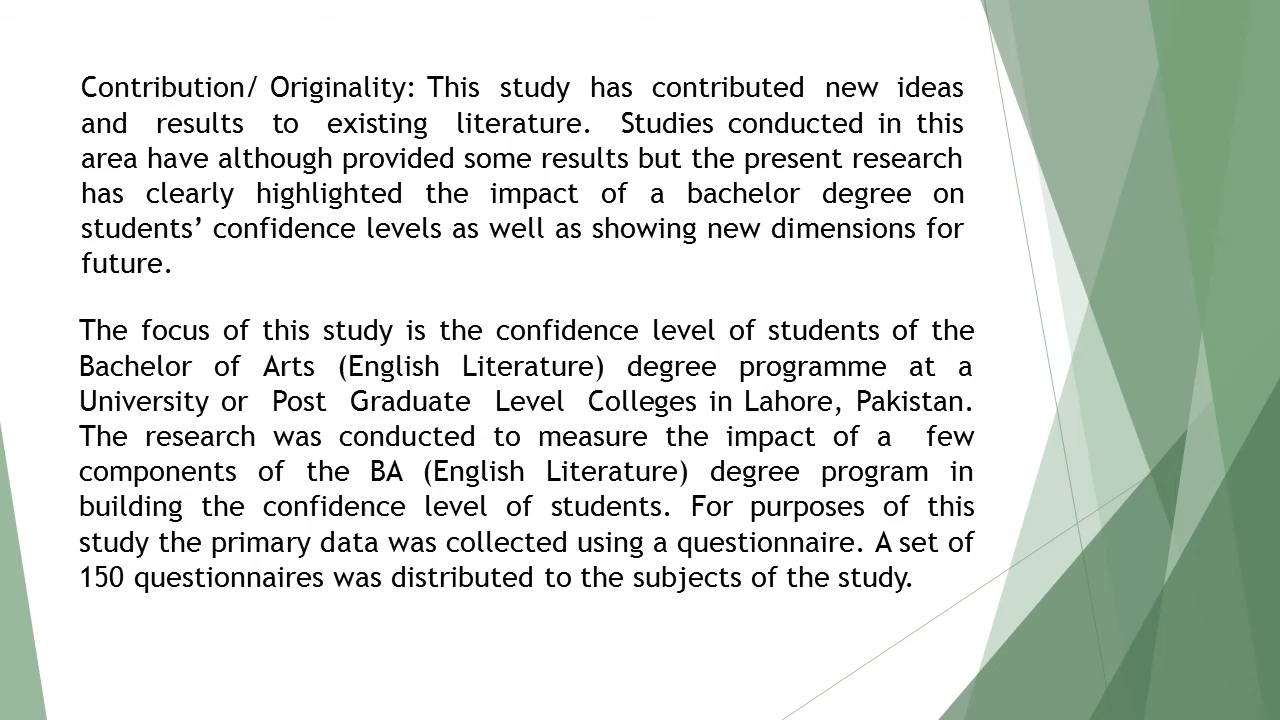 Contribution/ Originality: This study has contributed new ideas
and results to existing literature. Studies conducted in this
area have although provided some results but the present research
has clearly highlighted the impact of a bachelor degree on
students’ confidence levels as well as showing new dimensions for
future.
The focus of this study is the confidence level of students of the
Bachelor of Arts (English Literature) degree programme at a
University or Post Graduate Level Colleges in Lahore, Pakistan.
The research was conducted to measure the impact of a few
components of the BA (English Literature) degree program in
building the confidence level of students. For purposes of this
study the primary data was collected using a questionnaire. A set of
150 questionnaires was distributed to the subjects of the study.